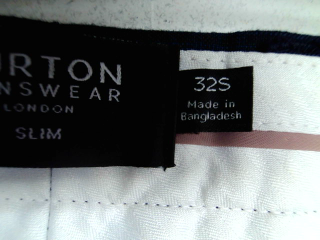 URTON
NSWEAR
LONDON
SLIM
32S
Made in
Bangladesh